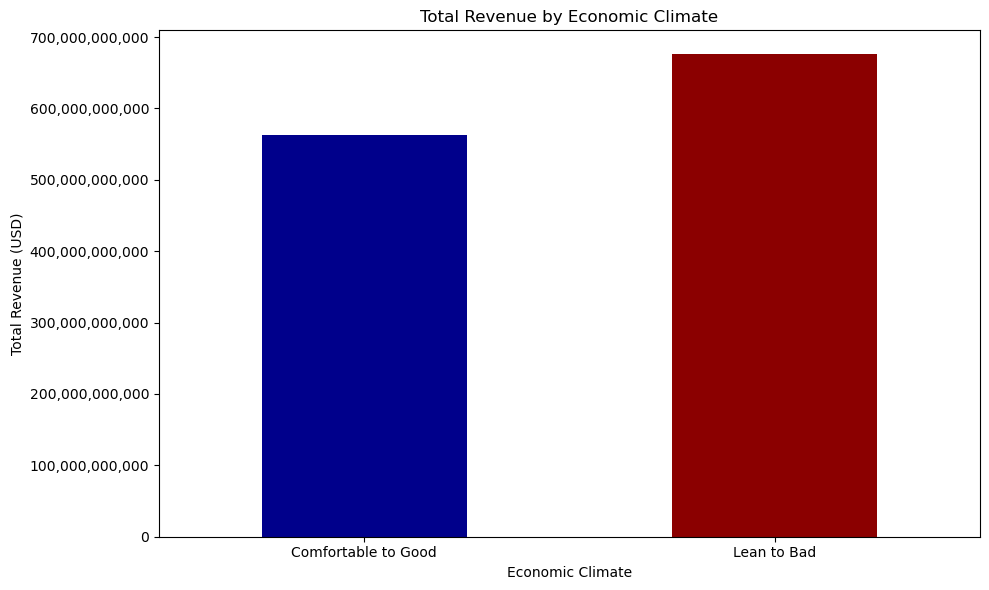 Total Revenue by Economic Climate
Total Revenue (USD)
700,000,000,000
600,000,000,000
500,000,000,000
400,000,000,000
300,000,000,000
200,000,000,000
100,000,000,000
0
Comfortable to Good
Lean to Bad
Economic Climate